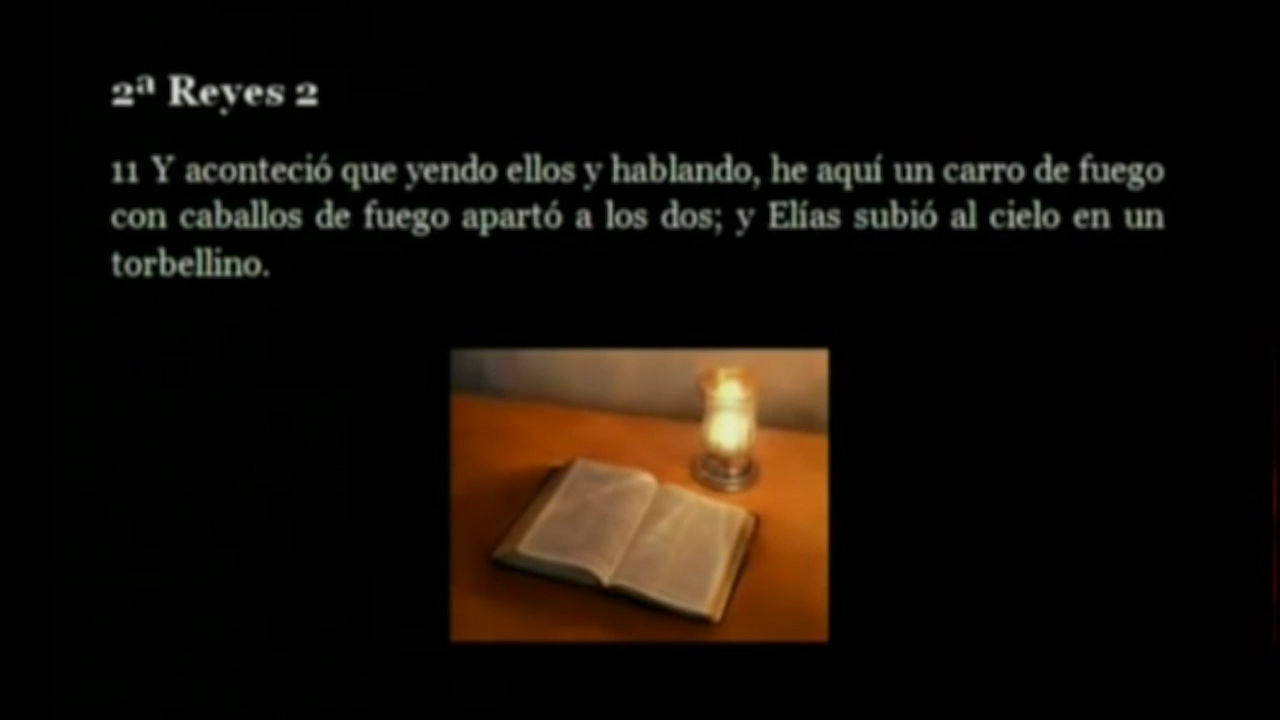 2ª Reyes 2
11 Y aconteció que yendo ellos y hablando, he aquí un carro de fuego
con caballos de fuego apartó a los dos; y Elías subió al cielo en un
torbellino.